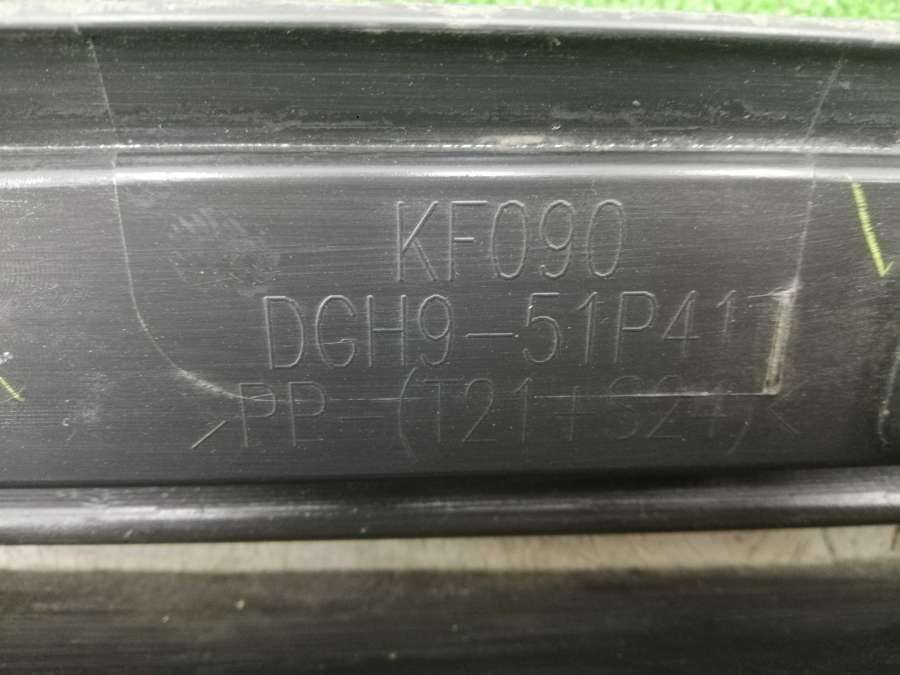 KF090
DGH9-51P41
>PP-(T21+S24)<